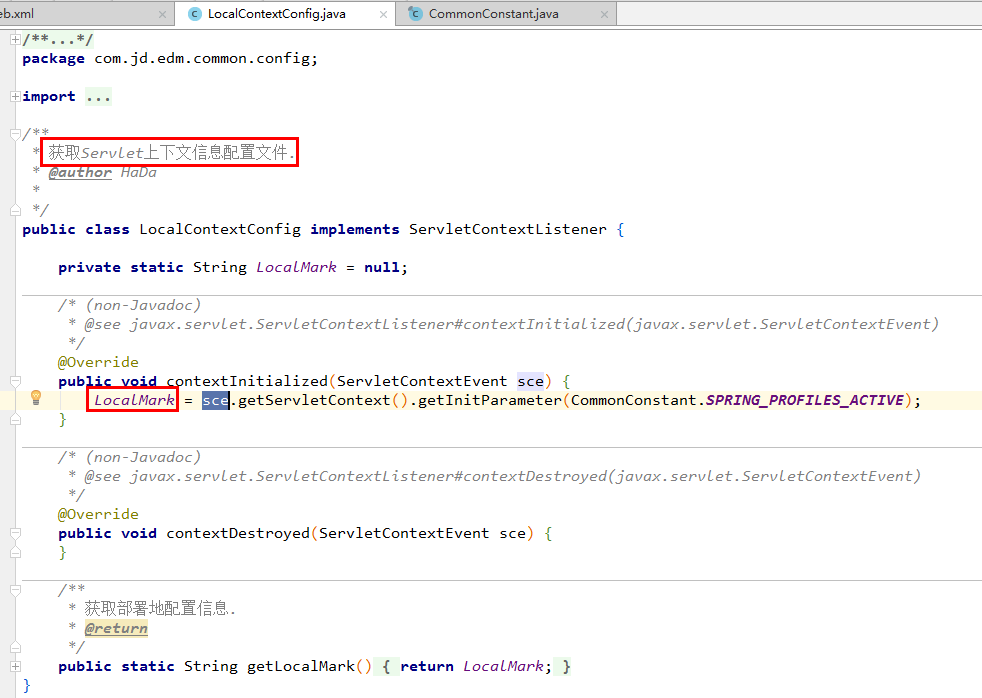 eb.xml LocalContextConfig.java CommonConstant.java
/**...*/
package com.jd.edm.common.config;
import ...
/**
* 获取Servlet上下文信息配置文件.
* @author HaDa
*
*/
public class LocalContextConfig implements ServletContextListener {
private static String LocalMark = null;
/* (non-Javadoc)
* @see javax.servlet.ServletContextListener#contextInitialized(javax.servlet.ServletContextEvent)
*/
@Override
public void contextInitialized(ServletContextEvent sce) {
LocalMark = sce.getServletContext().getInitParameter(CommonConstant.SPRING_PROFILES_ACTIVE);
}
/* (non-Javadoc)
* @see javax.servlet.ServletContextListener#contextDestroyed(javax.servlet.ServletContextEvent)
*/
@Override
public void contextDestroyed(ServletContextEvent sce) {
}
/**
* 获取部署地配置信息.
* @return
*/
public static String getLocalMark() { return LocalMark; }
}